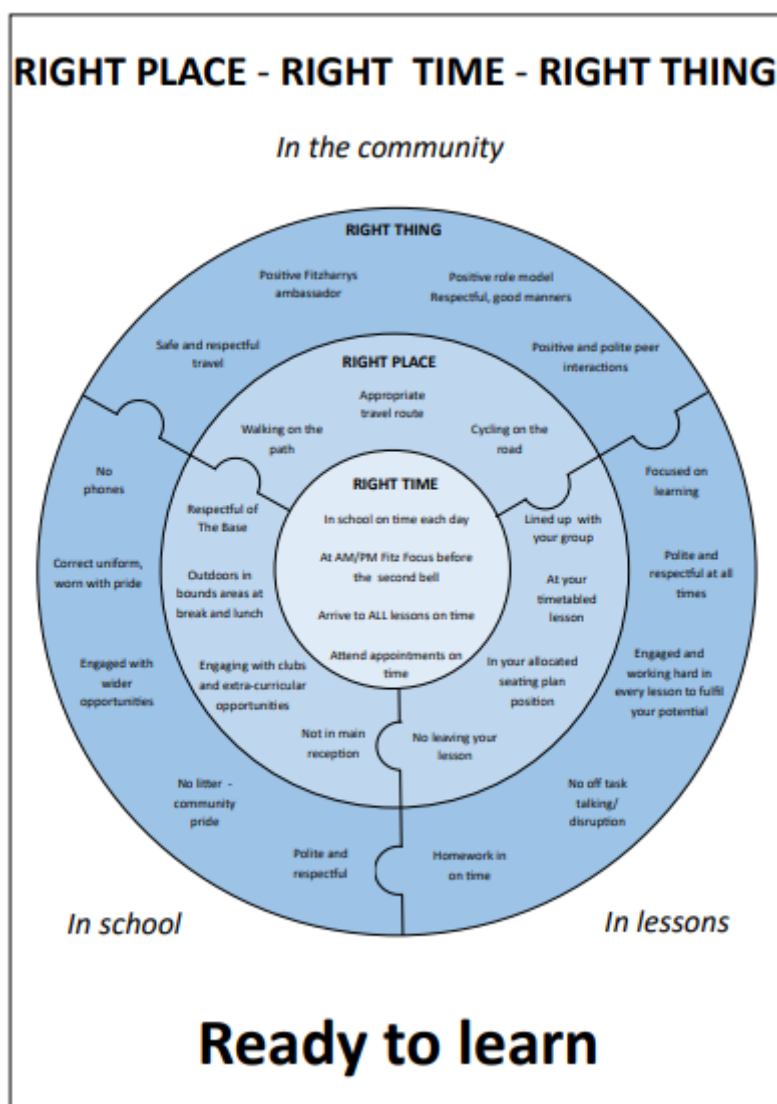 RIGHT PLACE - RIGHT TIME - RIGHT THING
In the community
RIGHT THING
Positive Fitzharrys
ambassador
Positive role model
Respectful, good manners
Safe and respectful
travel
Positive and polite peer
interactions
RIGHT PLACE
Appropriate
travel route
Walking on the
path
Cycling on the
road
RIGHT TIME
In school on time each day
At AM/PM Fitz Focus before
the second bell
Arrive to ALL lessons on time
Attend appointments on
time
No
phones
Correct uniform,
worn with pride
Engaged with
wider
opportunities
No litter -
community
pride
Polite and
respectful
Respectful of
The Base
Outdoors in
bounds areas at
break and lunch
Engaging with clubs
and extra-curricular
opportunities
Not in main
reception
Lined up with
your group
At your
timetabled
lesson
In your allocated
seating plan
position
No leaving your
lesson
Focused on
learning
Polite and
respectful at all
times
Engaged and
working hard in
every lesson to fulfil
your potential
No off task
talking/
disruption
Homework in
on time
In school
In lessons
Ready to learn